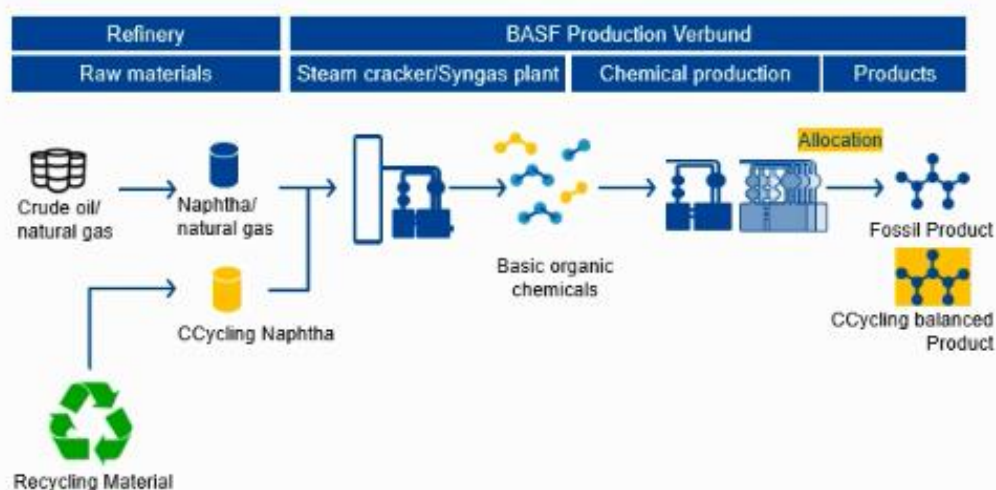 Refinery
BASF Production Verbund
Raw materials
Steam cracker/Syngas plant
Chemical production
Products
Allocation
Crude oil/
natural gas
Naphtha/
natural gas
Fossil Product
Basic organic
chemicals
CCycling Naphtha
CCycling balanced
Product
Recycling Material